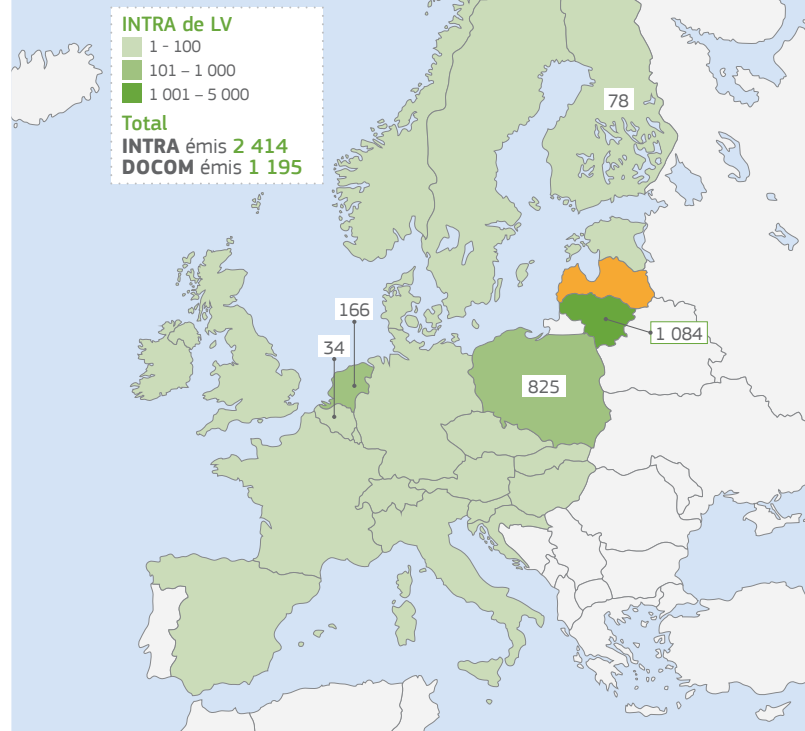 INTRA de LV
1 - 100
101 – 1 000
1 001 – 5 000
Total
INTRA émis 2 414
DOCOM émis 1 195
78
166
34
1 084
825